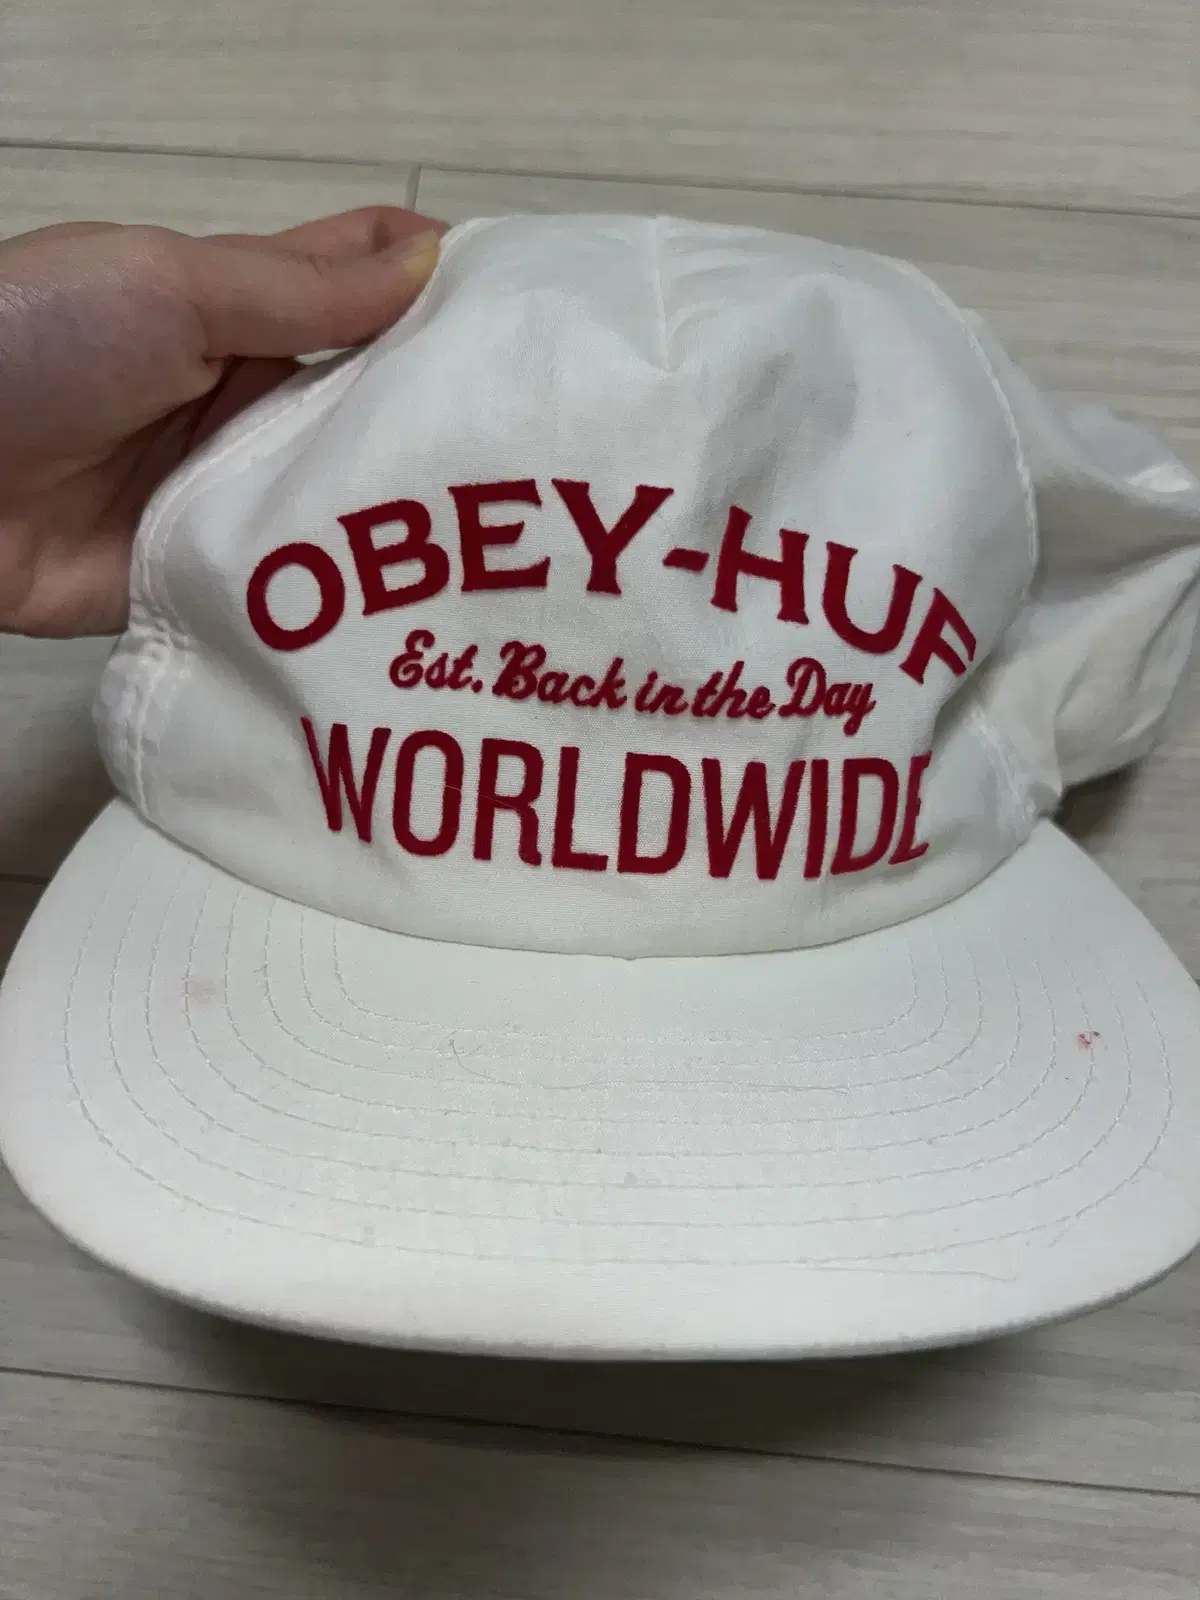 OBEY-HUF
Est. Back in the Day
WORLDWIDE